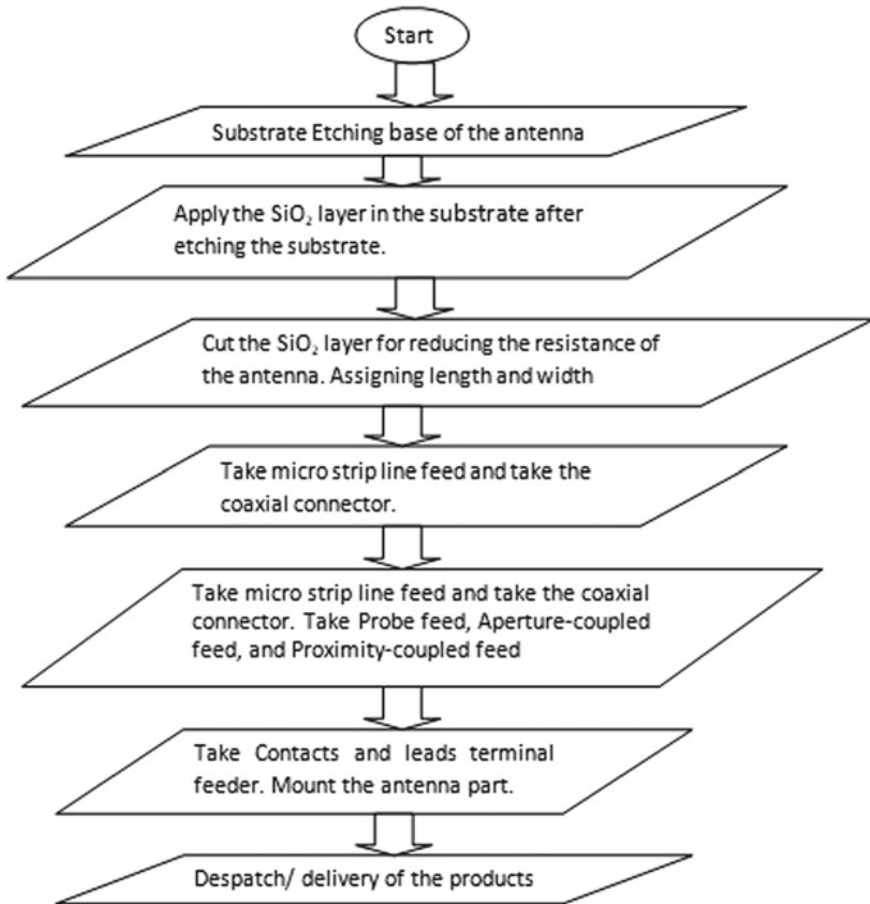 Start
Substrate Etching base of the antenna
Apply the SiO₂ layer in the substrate after
etching the substrate.
Cut the SiO₂ layer for reducing the resistance of
the antenna. Assigning length and width
Take micro strip line feed and take the
coaxial connector.
Take micro strip line feed and take the coaxial
connector. Take Probe feed, Aperture-coupled
feed, and Proximity-coupled feed
Take Contacts and leads terminal
feeder. Mount the antenna part.
Despatch/ delivery of the products